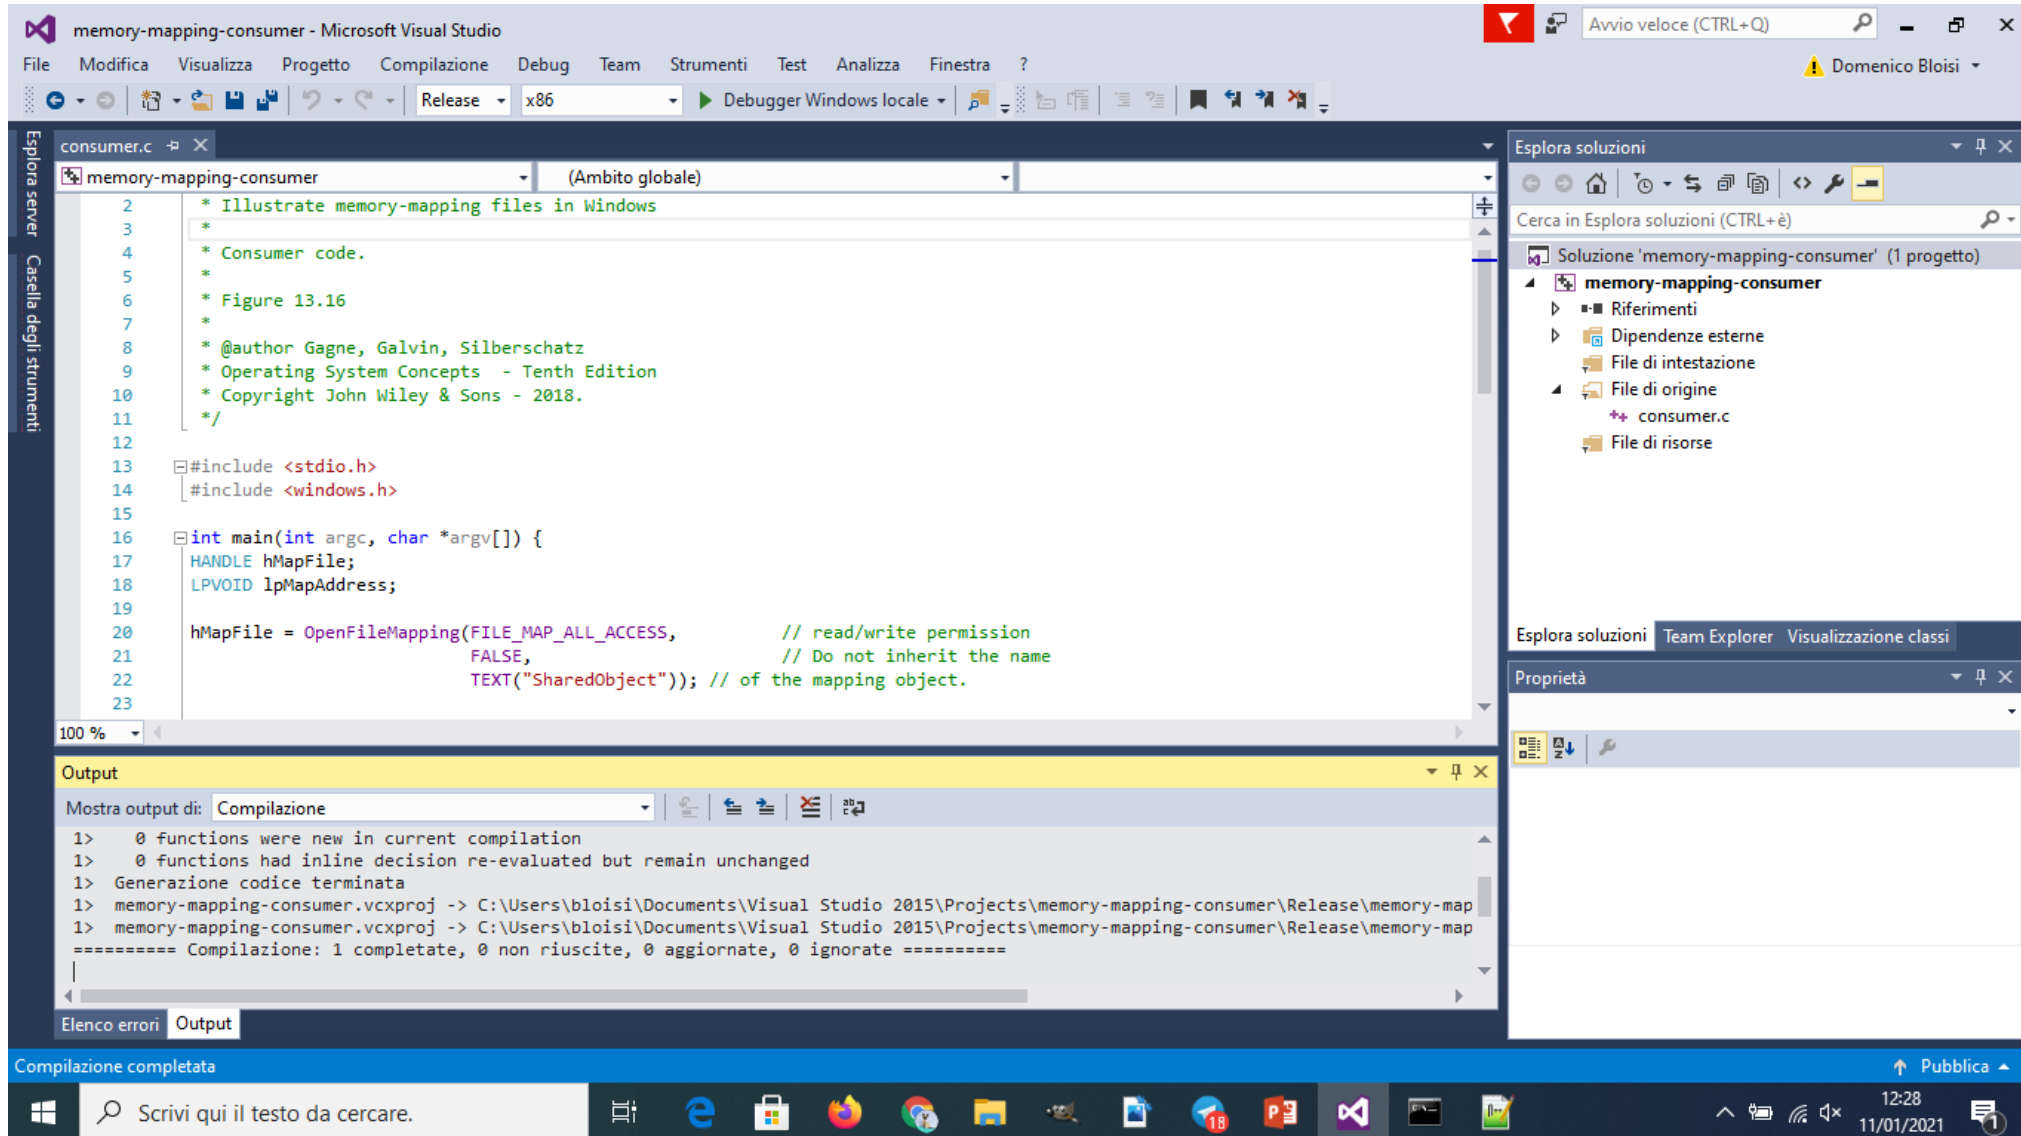 memory-mapping-consumer - Microsoft Visual Studio
Avvio veloce (CTRL+Q)
File Modifica Visualizza Progetto Compilazione Debug Team Strumenti Test Analizza Finestra ?
Domenico Bloisi
Release x86 Debugger Windows locale
Esplora server
Casella degli strumenti
consumer.c
memory-mapping-consumer (Ambito globale)
2 * Illustrate memory-mapping files in Windows
3 *
4 * Consumer code.
5 *
6 * Figure 13.16
7 *
8 * @author Gagne, Galvin, Silberschatz
9 * Operating System Concepts  - Tenth Edition
10 * Copyright John Wiley & Sons - 2018.
11 */
12
13 #include <stdio.h>
14 #include <windows.h>
15
16 int main(int argc, char *argv[]) {
17 HANDLE hMapFile;
18 LPVOID lpMapAddress;
19
20 hMapFile = OpenFileMapping(FILE_MAP_ALL_ACCESS, // read/write permission
21 FALSE, // Do not inherit the name
22 TEXT("SharedObject")); // of the mapping object.
23
100 %
Output
Mostra output di: Compilazione
1> 0 functions were new in current compilation
1> 0 functions had inline decision re-evaluated but remain unchanged
1> Generazione codice terminata
1> memory-mapping-consumer.vcxproj -> C:\Users\bloisi\Documents\Visual Studio 2015\Projects\memory-mapping-consumer\Release\memory-map
1> memory-mapping-consumer.vcxproj -> C:\Users\bloisi\Documents\Visual Studio 2015\Projects\memory-mapping-consumer\Release\memory-map
========== Compilazione: 1 completate, 0 non riuscite, 0 aggiornate, 0 ignorate ==========
Elenco errori Output
Esplora soluzioni
Cerca in Esplora soluzioni (CTRL+è)
Soluzione 'memory-mapping-consumer' (1 progetto)
memory-mapping-consumer
Riferimenti
Dipendenze esterne
File di intestazione
File di origine
consumer.c
File di risorse
Esplora soluzioni Team Explorer Visualizzazione classi
Proprietà
Compilazione completata
Pubblica
Scrivi qui il testo da cercare.
18
12:28
11/01/2021
1